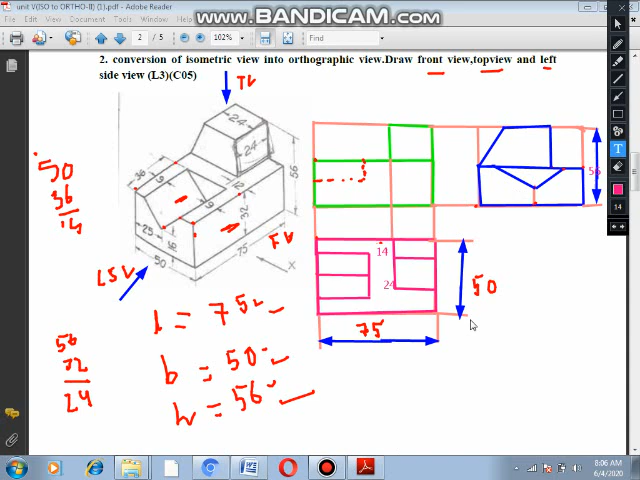 unit V(ISO to ORTHO-II) (1).pdf - Adobe Reader
WWW.BANDICAM.COM
File Edit View Document Tools Window Help
2 / 5 102% Find
2. conversion of isometric view into orthographic view.Draw front view,topview and left
side view (L3)(C05)
TV
24
24
56
36
9
12
9
32
25
16
50
75
X
FV
LSV
50
36
14
56
32
24
l = 75
b = 50
h = 56
14
24
50
75
56
14
8:06 AM
6/4/2020